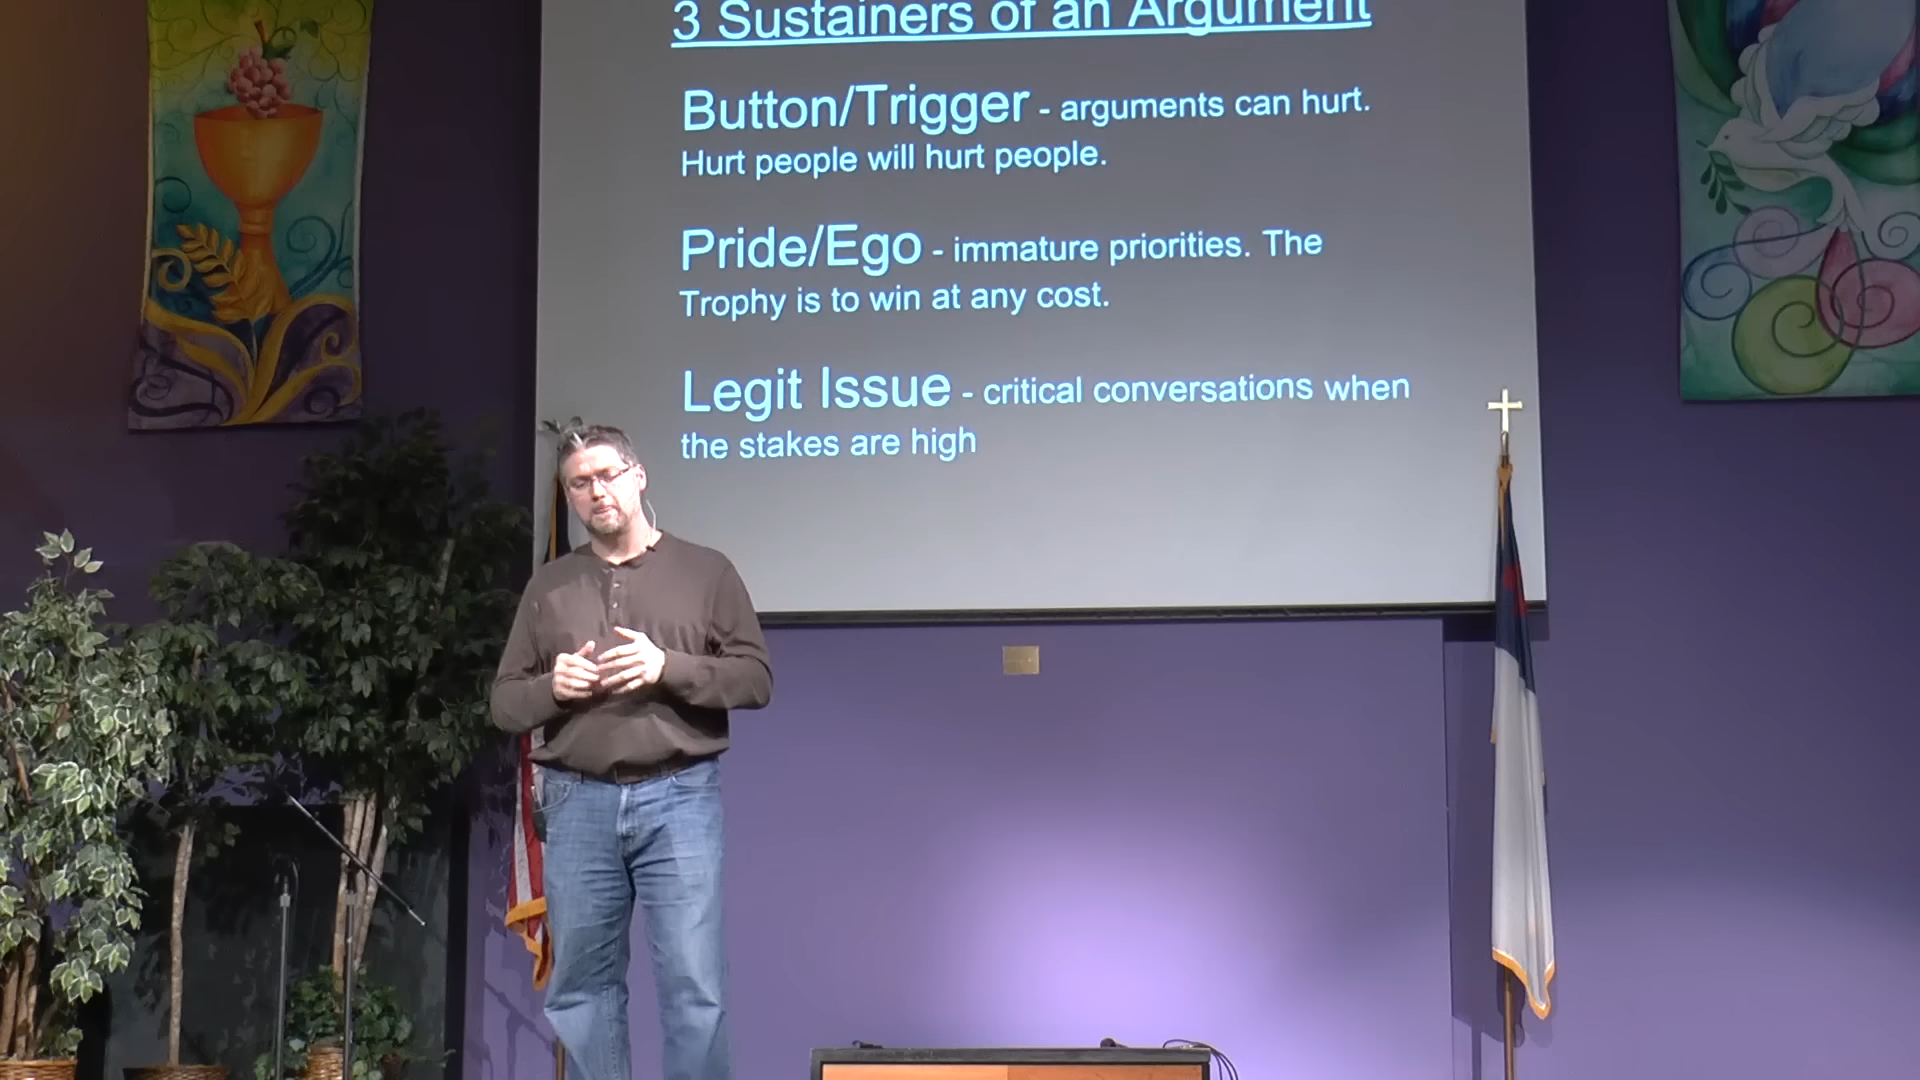 3 Sustainers of an Argument
Button/Trigger - arguments can hurt.
Hurt people will hurt people.
Pride/Ego - immature priorities. The
Trophy is to win at any cost.
Legit Issue - critical conversations when
the stakes are high